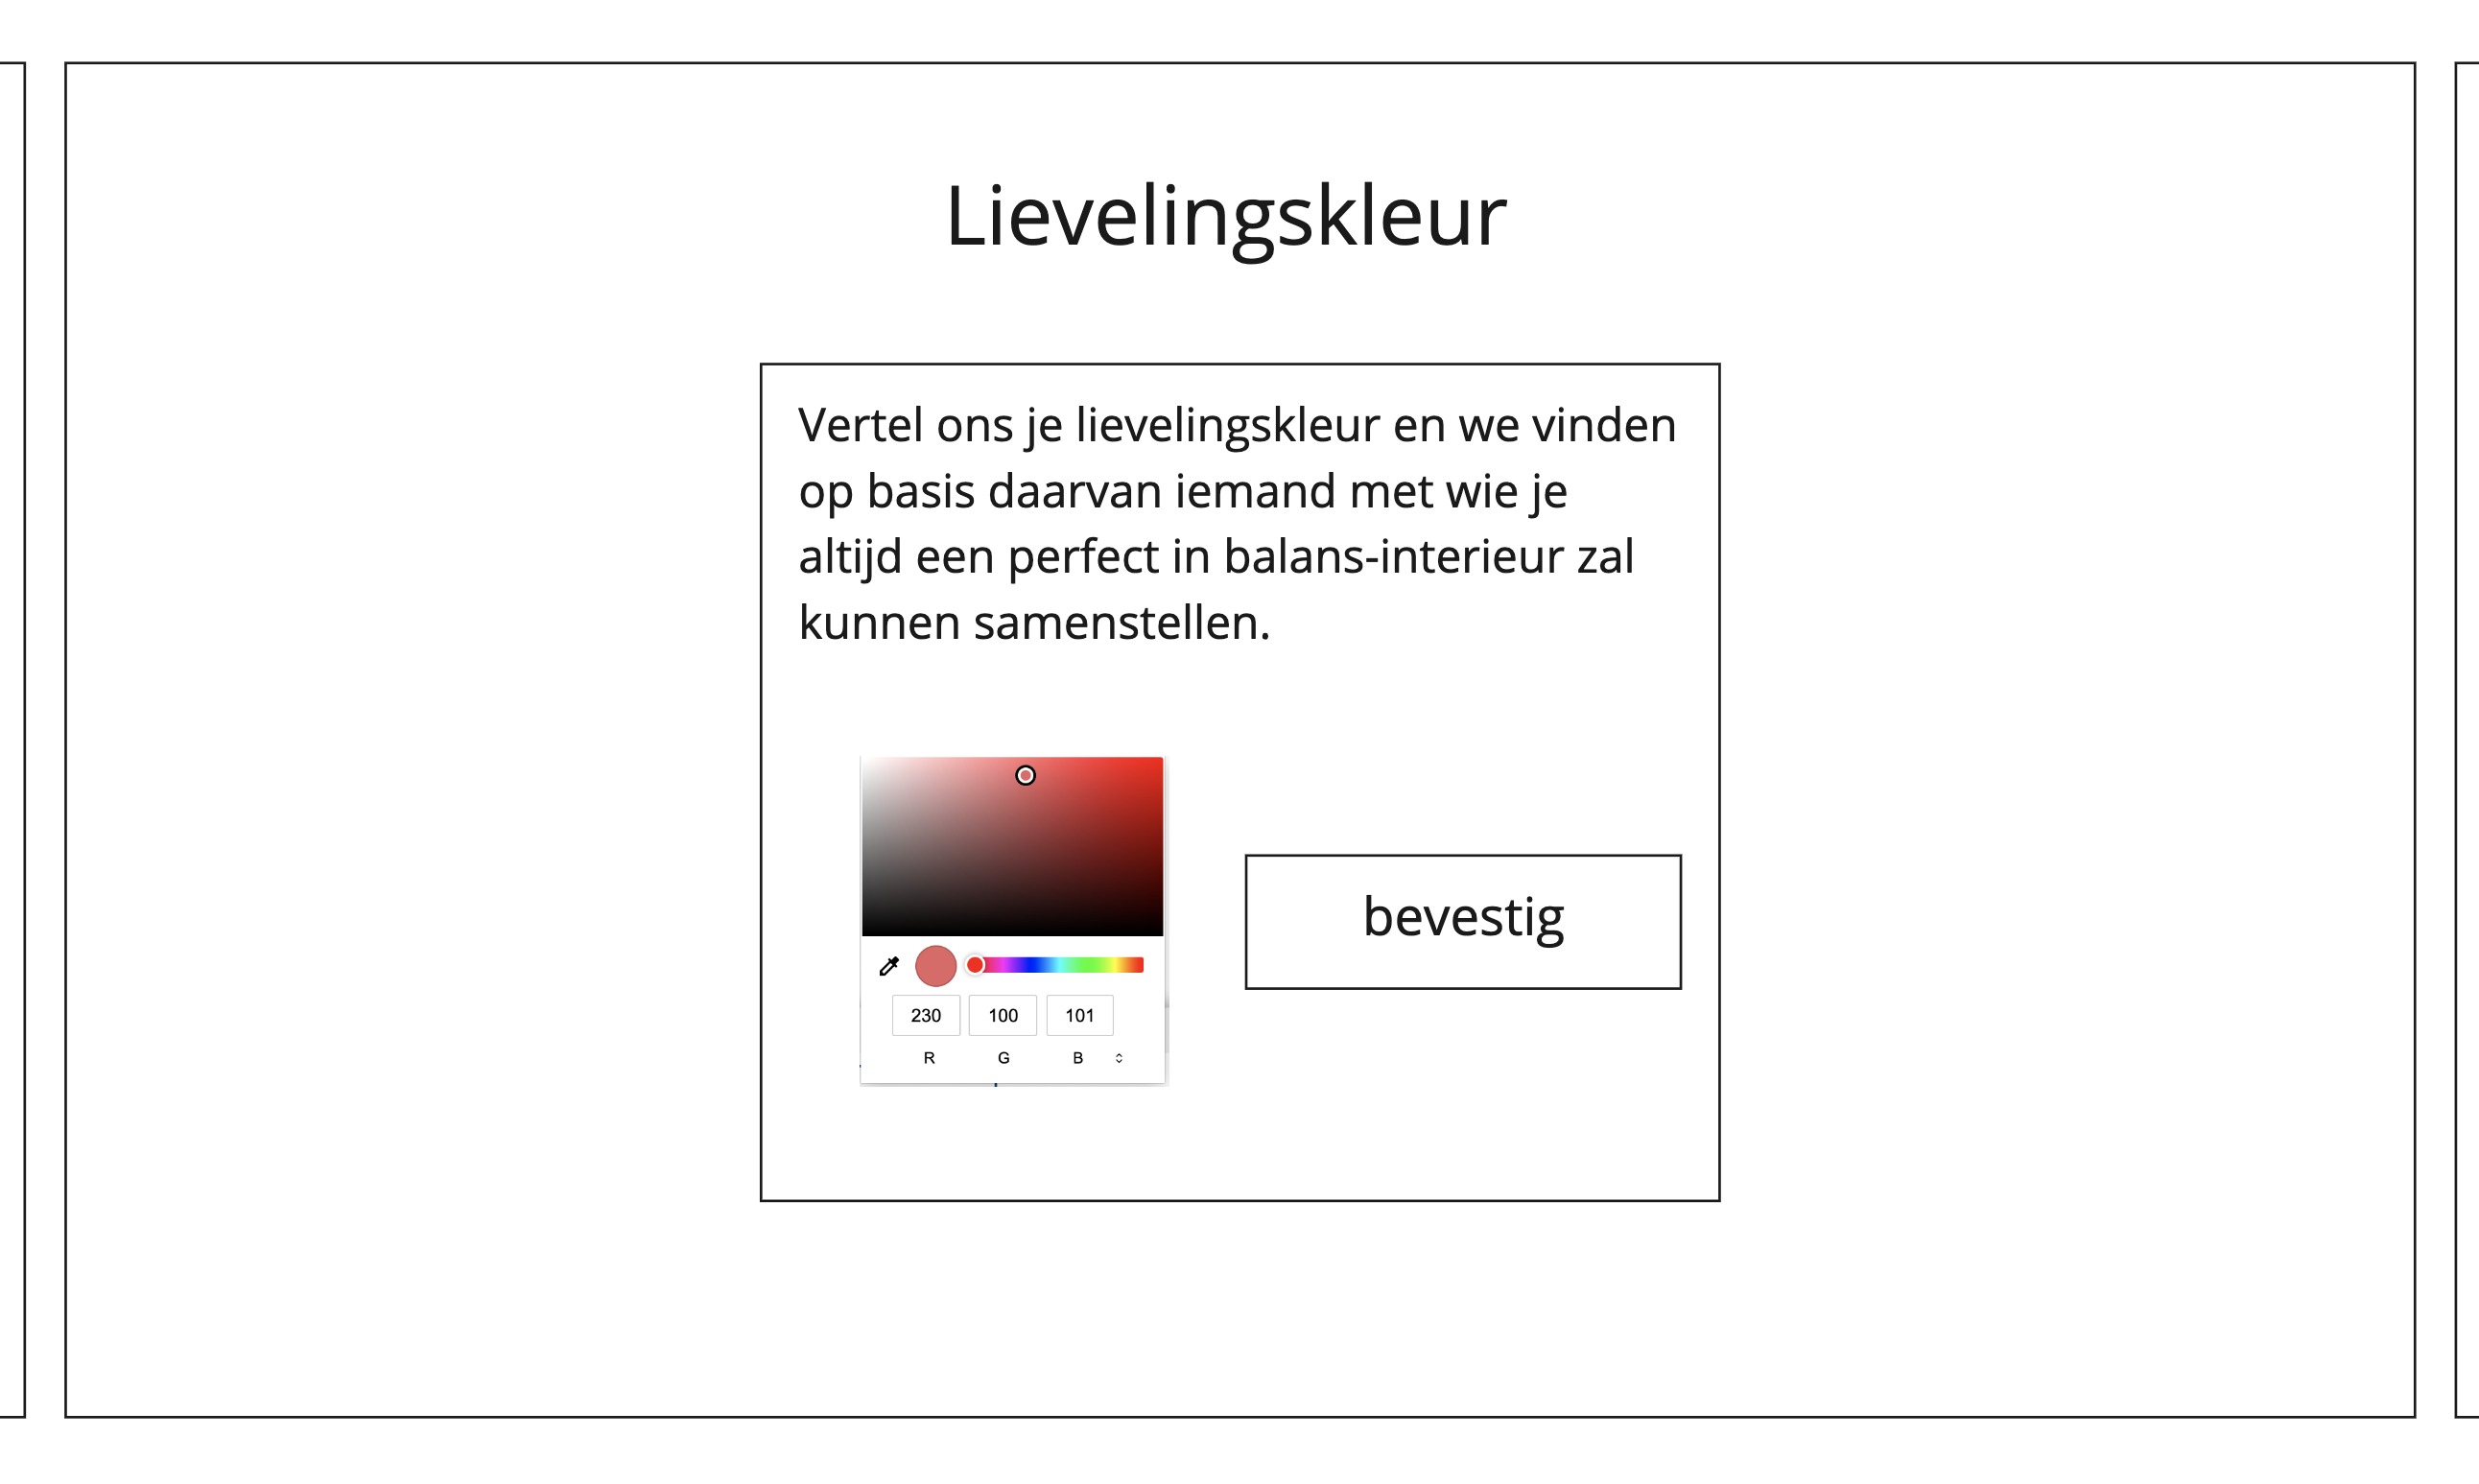 Lievelingskleur
Vertel ons je lievelingskleur en we vinden
op basis daarvan iemand met wie je
altijd een perfect in balans-interieur zal
kunnen samenstellen.
bevestig
230 100 101
R G B